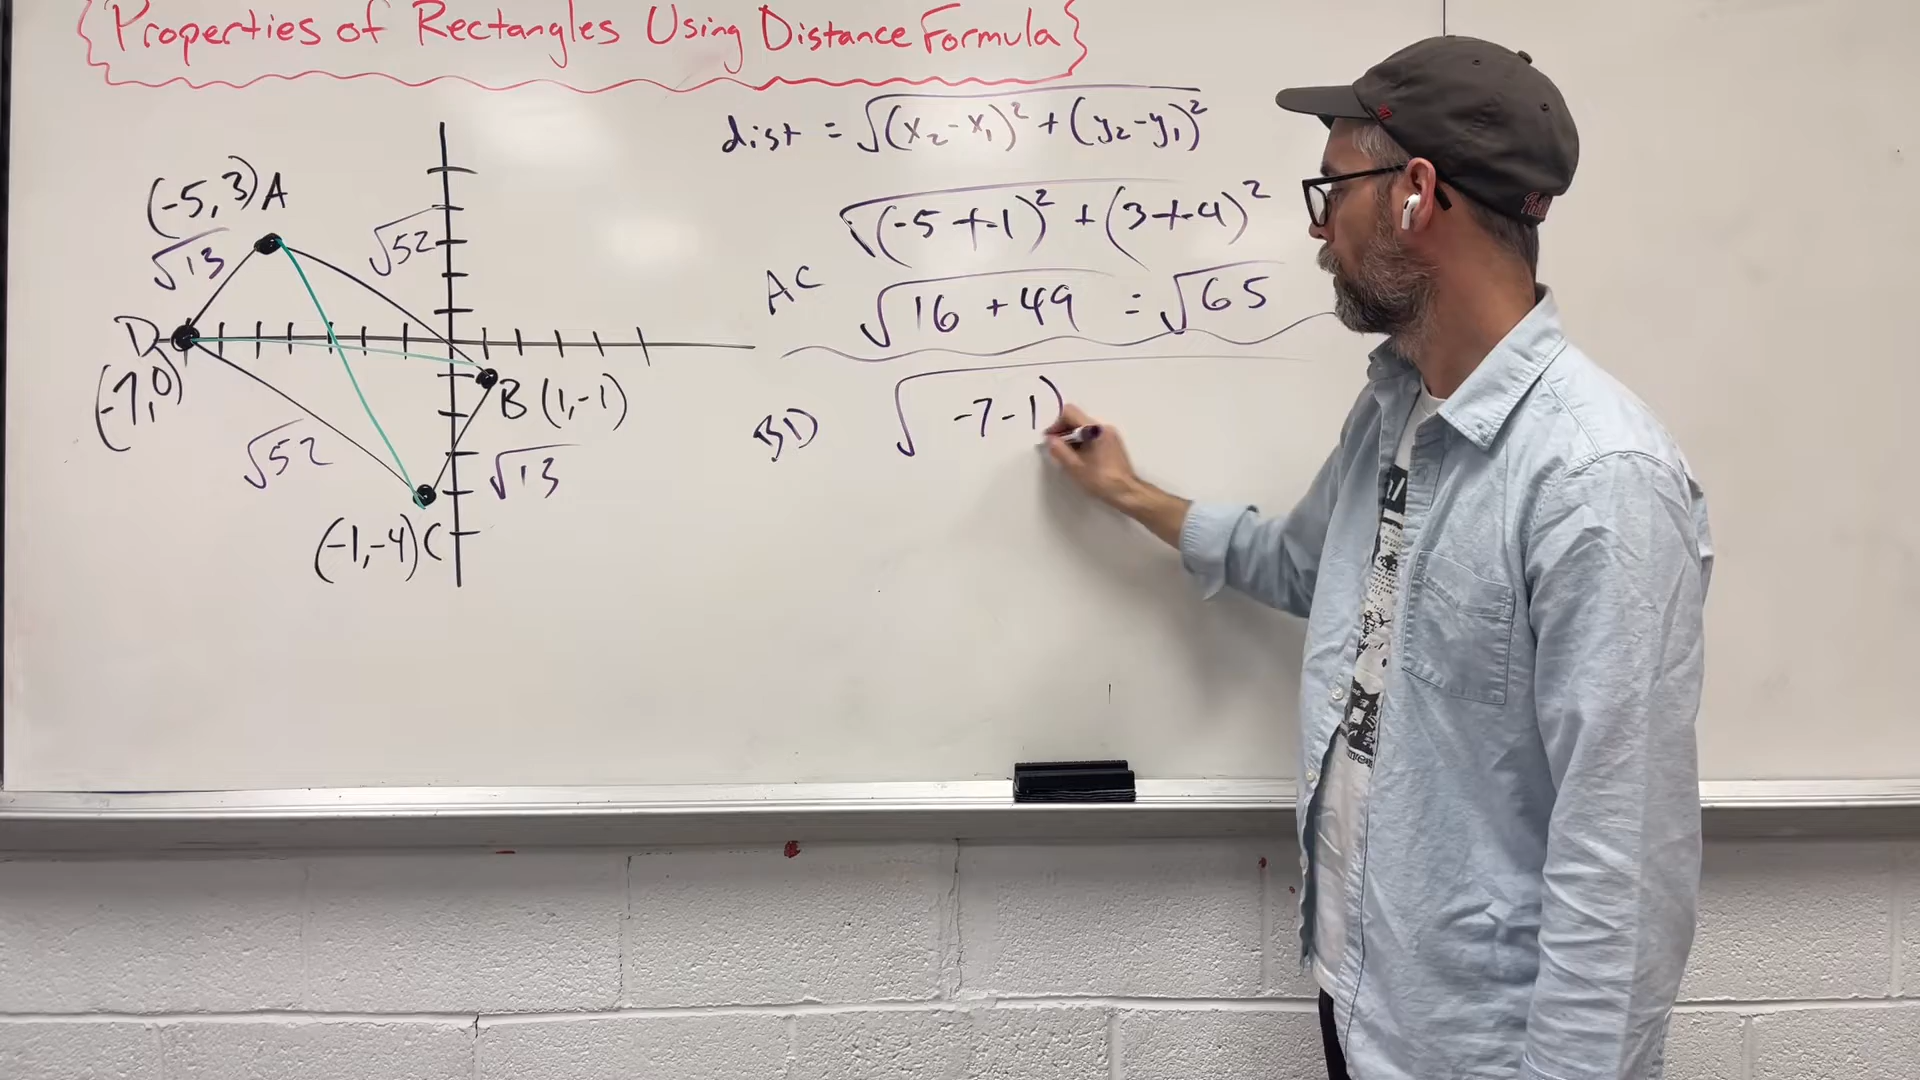 Properties of Rectangles Using Distance Formula
dist = √(x₂-x₁)² + (y₂-y₁)²
(-5,3)A
√13
√52
√(-5+-1)² + (3+-4)²
AC √16 + 49 = √65
D
(-7,0)
B (1,-1)
BD √ -7-1)
√52
√13
(-1,-4)C